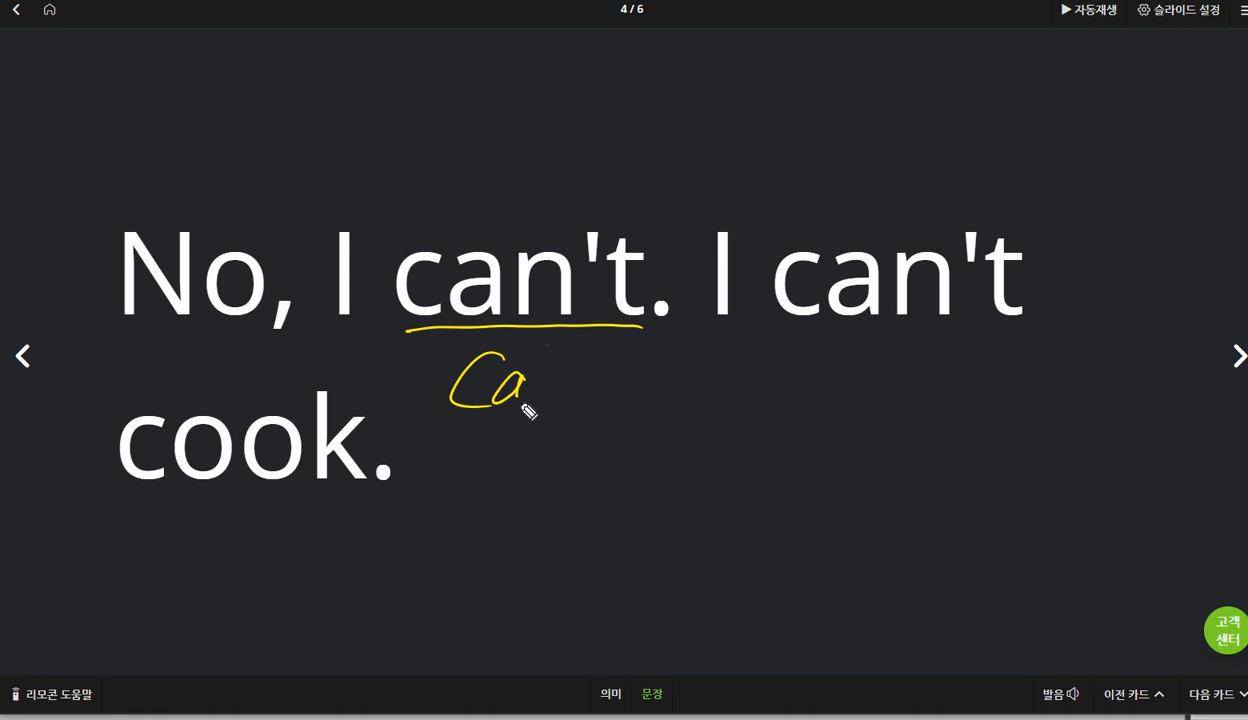 4 / 6
▶ 자동재생
슬라이드 설정
No, I can't. I can't
Ca
cook.
고객
센터
리모콘 도움말
의미
문장
발음
이전 카드
다음 카드